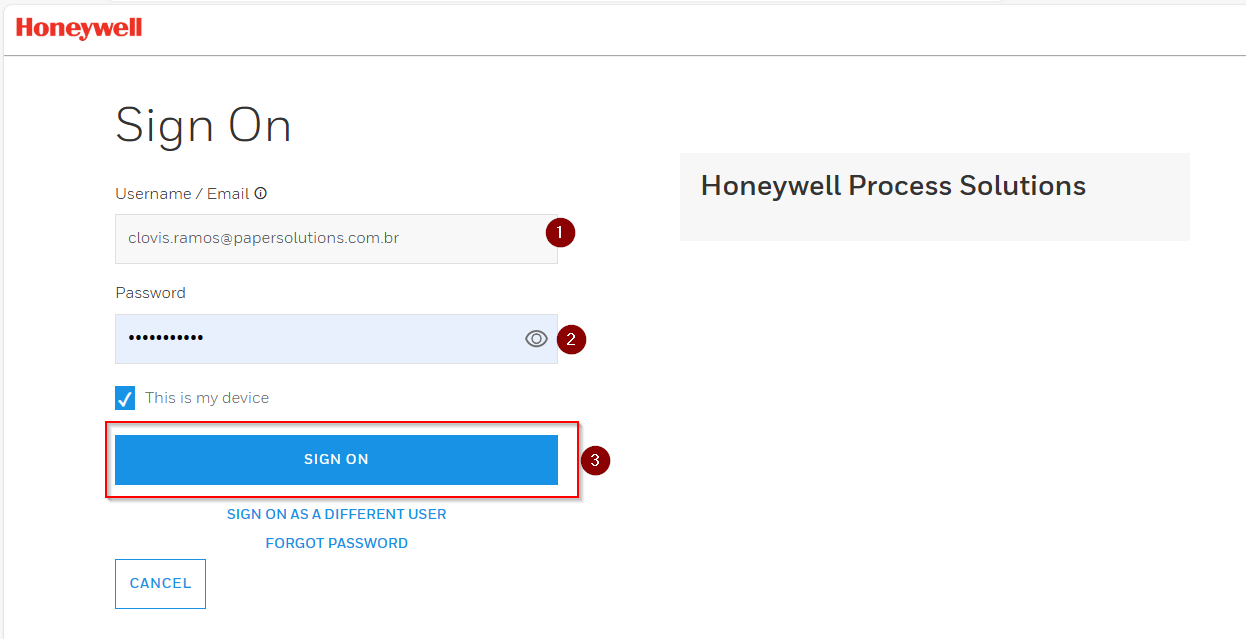 Honeywell
Sign On
Honeywell Process Solutions
Username / Email
clovis.ramos@papersolutions.com.br
1
Password
•••••••••••
2
This is my device
SIGN ON
3
SIGN ON AS A DIFFERENT USER
FORGOT PASSWORD
CANCEL